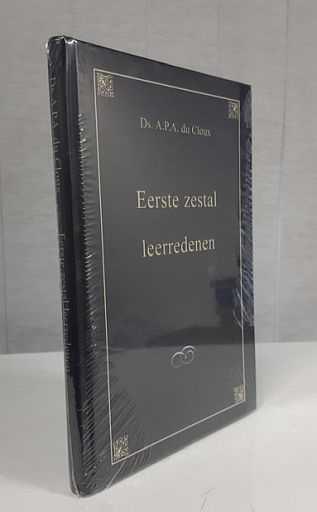 Ds. A.P.A. du Cloux
Eerste zestal
leerredenen
Ds. A.P.A. du Cloux
Eerste zestal leerredenen